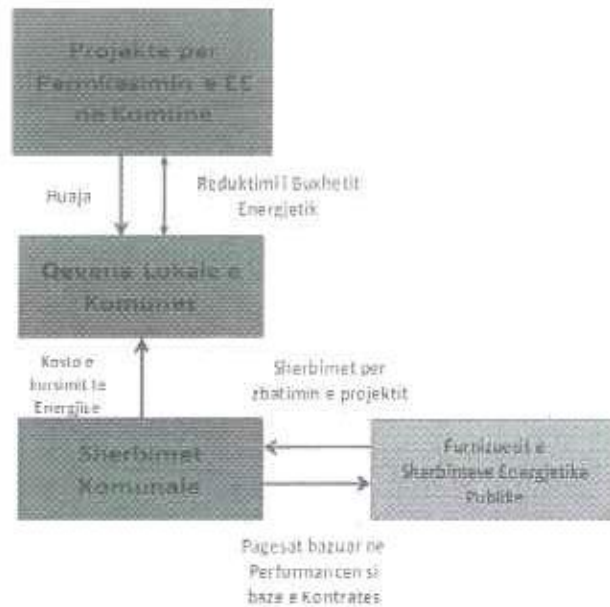 Projekte per
Permiresimin e EE
ne Komune
Huaja
Reduktimi i Buxhetit
Energjetik
Qeveria Lokale e
Komunes
Kosto e
kursimit te
Energjise
Sherbimet per
zbatimin e projektit
Sherbimet
Komunale
Furnizuesit e
Sherbimeve Energjetike
Publike
Pagesat bazuar ne
Performancen si
baze e Kontrates